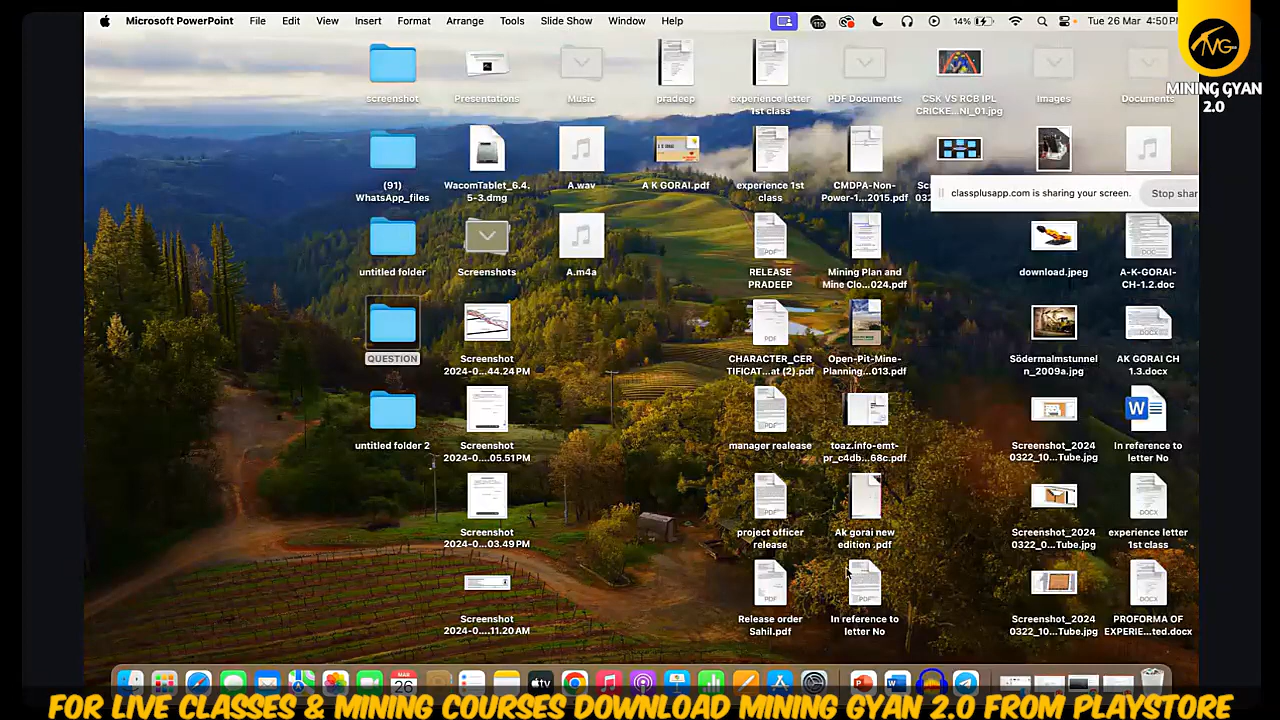 Microsoft PowerPoint File Edit View Insert Format Arrange Tools Slide Show Window Help 110 14% Tue 26 Mar 4:50
MINING GYAN
2.0
screenshot
Presentations
Music
pradeep
experience letter
1st class
PDF Documents
CSK VS RCB IPL
CRICKE...NI_01.jpg
Images
Documents
(91)
WhatsApp_files
WacomTablet_6.4.
5-3.dmg
A.wav
A K GORAI.pdf
experience 1st
class
CMDPA-Non-
Power-1...2015.pdf
classplusapp.com is sharing your screen. Stop shar
untitled folder
Screenshots
A.m4a
RELEASE
PRADEEP
Mining Plan and
Mine Clo...024.pdf
download.jpeg
A-K-GORAI-
CH-1.2.doc
QUESTION
Screenshot
2024-0....44.24 PM
CHARACTER_CER
TIFICAT...at (2).pdf
Open-Pit-Mine-
Planning...013.pdf
Södermalmstunnel
n_2009a.jpg
AK GORAI CH
1.3.docx
untitled folder 2
Screenshot
2024-0....05.51 PM
manager realease
toaz.info-emt-
pr_c4db...68c.pdf
Screenshot_2024
0322_10...Tube.jpg
In reference to
letter No
Screenshot
2024-0....03.49 PM
project officer
release
Ak gorai new
edition .pdf
Screenshot_2024
0322_0...Tube.jpg
experience letter
1st class
Screenshot
2024-0....11.20 AM
Release order
Sahil.pdf
In reference to
letter No
Screenshot_2024
0322_10...Tube.jpg
PROFORMA OF
EXPERIE...ted.docx
FOR LIVE CLASSES & MINING COURSES DOWNLOAD MINING GYAN 2.0 FROM PLAYSTORE